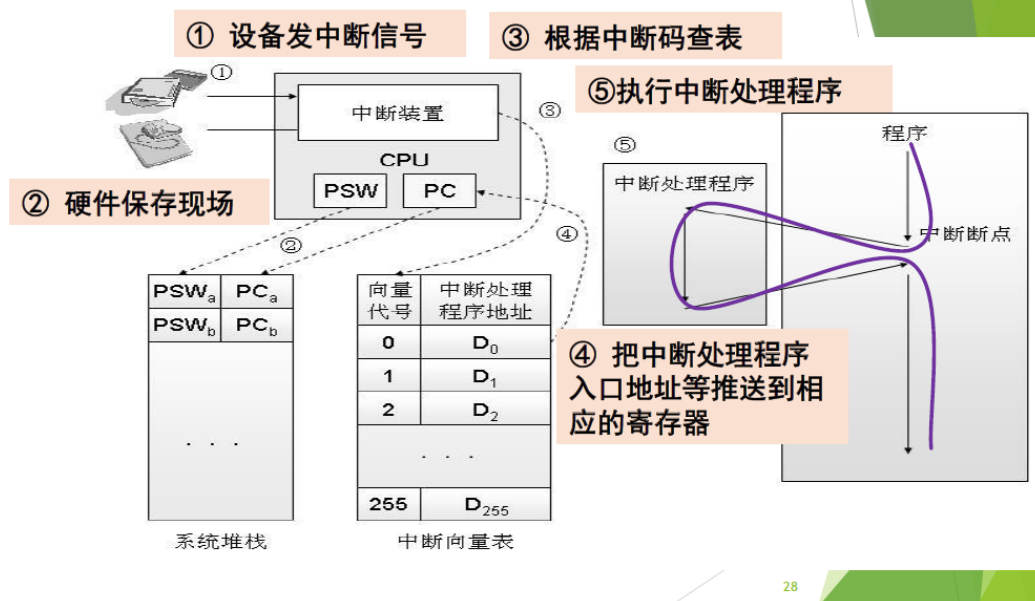 ① 设备发中断信号
③ 根据中断码查表
⑤执行中断处理程序
①
中断装置
CPU
PSW
PC
③
② 硬件保存现场
②
④
⑤
中断处理程序
程序
中断断点
PSWa
PCa
PSWb
PCb
. . .
系统堆栈
向量
代号
中断处理
程序地址
0
D0
1
D1
2
D2
. . .
255
D255
中断向量表
④ 把中断处理程序
入口地址等推送到相
应的寄存器
28